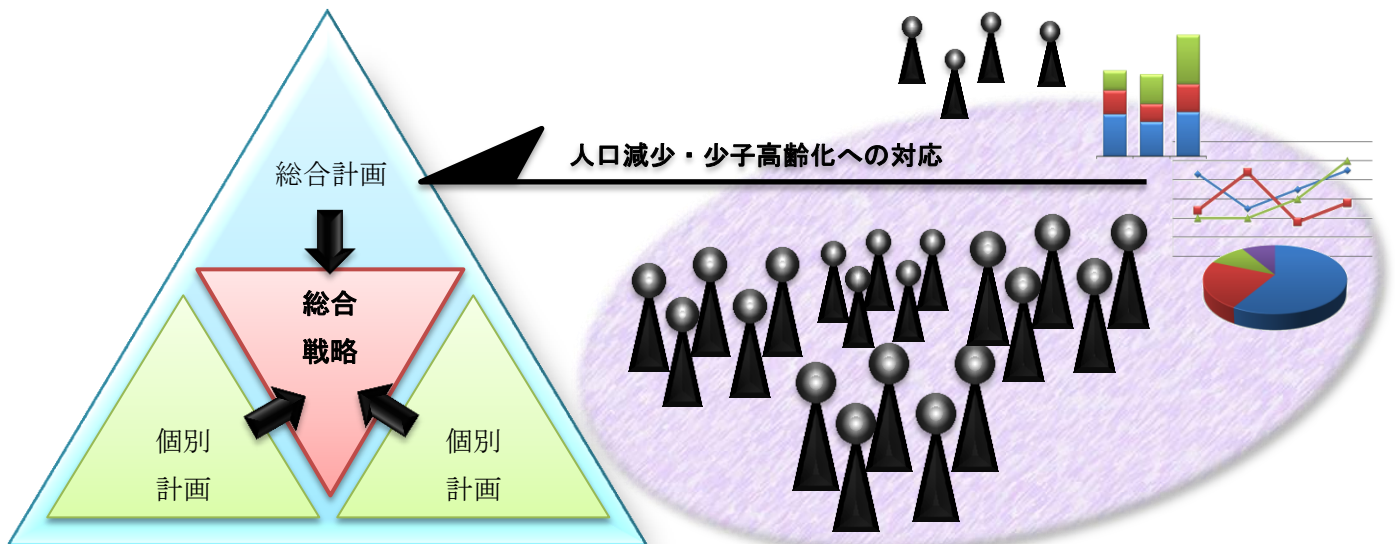 人口減少・少子高齢化への対応
総合計画
総合
戦略
個別
計画
個別
計画